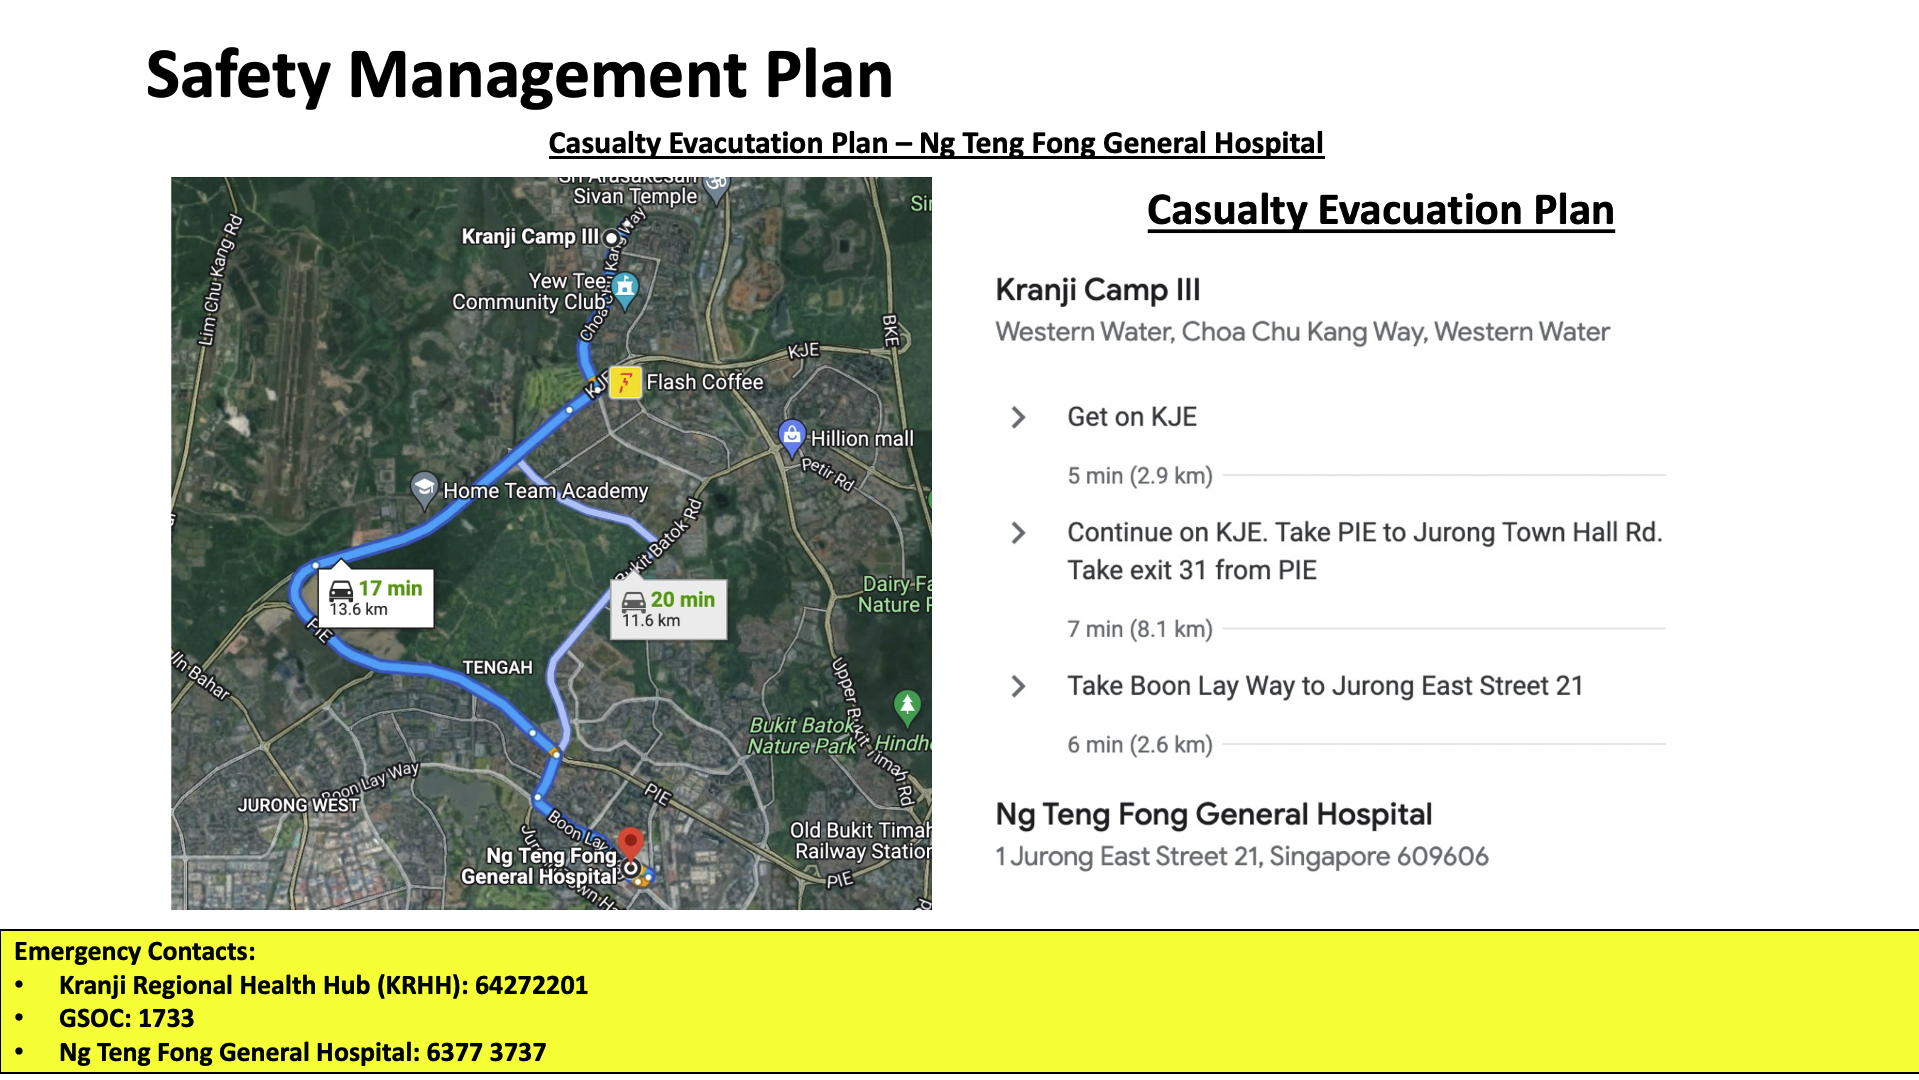 Safety Management Plan
Casualty Evacutation Plan – Ng Teng Fong General Hospital
Sri Arasakesari
Sivan Temple
Kranji Camp III
Yew Tee
Community Club
Choa Chu Kang Way
Lim Chu Kang Rd
BKE
KJE
KJE
Flash Coffee
Hillion mall
Petir Rd
Home Team Academy
Bukit Batok Rd
17 min
13.6 km
20 min
11.6 km
PIE
Jln Bahar
TENGAH
Dairy Fa
Nature P
Upper Bukit Timah Rd
Bukit Batok
Nature Park
Hindhe
Boon Lay Way
JURONG WEST
PIE
Boon Lay
Old Bukit Timah
Railway Station
Ng Teng Fong
General Hospital
PIE
Casualty Evacuation Plan
Kranji Camp III
Western Water, Choa Chu Kang Way, Western Water
Get on KJE
5 min (2.9 km)
Continue on KJE. Take PIE to Jurong Town Hall Rd.
Take exit 31 from PIE
7 min (8.1 km)
Take Boon Lay Way to Jurong East Street 21
6 min (2.6 km)
Ng Teng Fong General Hospital
1 Jurong East Street 21, Singapore 609606
Emergency Contacts:
• Kranji Regional Health Hub (KRHH): 64272201
• GSOC: 1733
• Ng Teng Fong General Hospital: 6377 3737